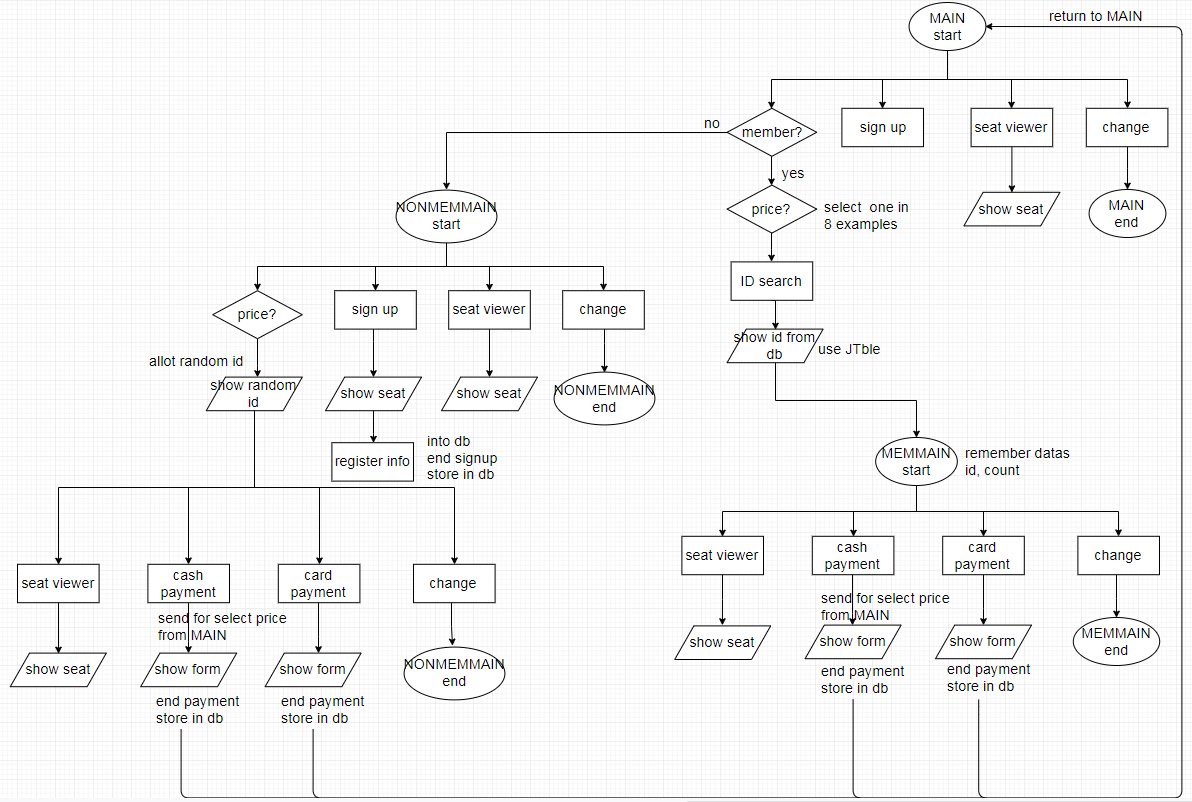 MAIN
start
return to MAIN
member?
no
yes
sign up
seat viewer
change
show seat
MAIN
end
price?
select  one in
8 examples
ID search
show id from
db
use JTble
NONMEMMAIN
start
price?
sign up
seat viewer
change
allot random id
show random
id
show seat
show seat
NONMEMMAIN
end
register info
into db
end signup
store in db
MEMMAIN
start
remember datas
id, count
seat viewer
cash
payment
card
payment
change
send for select price
from MAIN
show seat
show form
show form
NONMEMMAIN
end
end payment
store in db
end payment
store in db
seat viewer
cash
payment
card
payment
change
send for select price
from MAIN
show seat
show form
show form
MEMMAIN
end
end payment
store in db
end payment
store in db